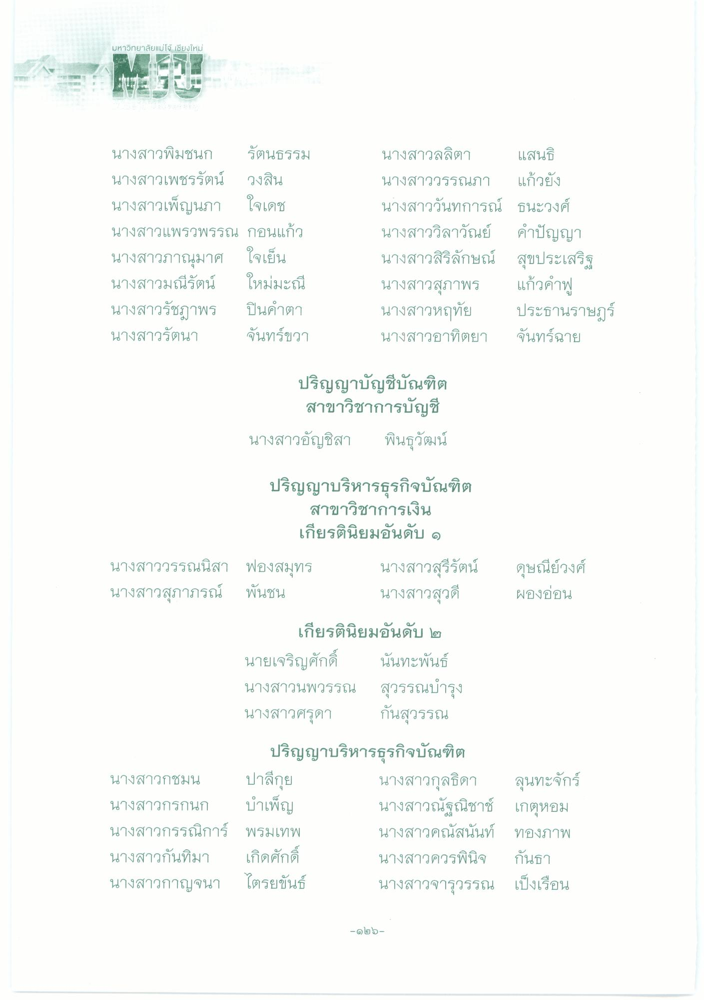 มหาวิทยาลัยแม่โจ้ เชียงใหม่
MJU
นางสาวพิมชนก รัตนธรรม นางสาวลลิตา แสนธิ
นางสาวเพชรรัตน์ วงสิน นางสาววรรณภา แก้วยัง
นางสาวเพ็ญนภา ใจเดช นางสาววันทการณ์ ธนะวงศ์
นางสาวแพรวพรรณ กอนแก้ว นางสาววิลาวัณย์ คำปัญญา
นางสาวภาณุมาศ ใจเย็น นางสาวสิริลักษณ์ สุขประเสริฐ
นางสาวมณีรัตน์ ใหม่มะณี นางสาวสุภาพร แก้วคำฟู
นางสาวรัชฎาพร ปินคำตา นางสาวหฤทัย ประธานราษฎร์
นางสาวรัตนา จันทร์ขวา นางสาวอาทิตยา จันทร์ฉาย
ปริญญาบัญชีบัณฑิต
สาขาวิชาการบัญชี
นางสาวอัญชิสา พินธุวัฒน์
ปริญญาบริหารธุรกิจบัณฑิต
สาขาวิชาการเงิน
เกียรตินิยมอันดับ ๑
นางสาววรรณนิสา ฟองสมุทร นางสาวสุรีรัตน์ ดุษณีย์วงศ์
นางสาวสุภาภรณ์ พันชน นางสาวสุวดี ผองอ่อน
เกียรตินิยมอันดับ ๒
นายเจริญศักดิ์ นันทะพันธ์
นางสาวนพวรรณ สุวรรณบำรุง
นางสาวศรุดา กันสุวรรณ
ปริญญาบริหารธุรกิจบัณฑิต
นางสาวกชมน ปาลีกุย นางสาวกุลธิดา ลุนทะจักร์
นางสาวกรกนก บำเพ็ญ นางสาวณัฐณิชาช์ เกตุหอม
นางสาวกรรณิการ์ พรมเทพ นางสาวคณัสนันท์ ทองภาพ
นางสาวกันทิมา เกิดศักดิ์ นางสาวควรพินิจ กันธา
นางสาวกาญจนา ไตรยขันธ์ นางสาวจารุวรรณ เป็งเรือน
-๑๒๖-